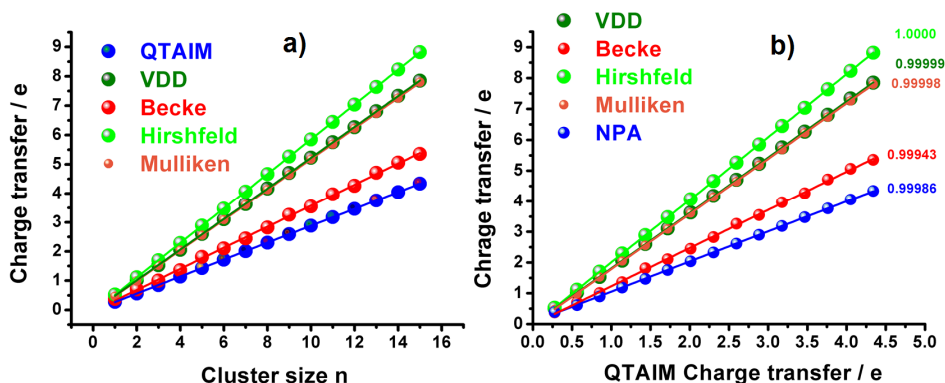 a)
QTAIM
VDD
Becke
Hirshfeld
Mulliken
Charge transfer / e
9
8
7
6
5
4
3
2
1
0
0 2 4 6 8 10 12 14 16
Cluster size n
b)
VDD
Becke
Hirshfeld
Mulliken
NPA
1.0000
0.99999
0.99998
0.99943
0.99986
Chrage transfer / e
9
8
7
6
5
4
3
2
1
0
0.0 0.5 1.0 1.5 2.0 2.5 3.0 3.5 4.0 4.5 5.0
QTAIM Charge transfer / e